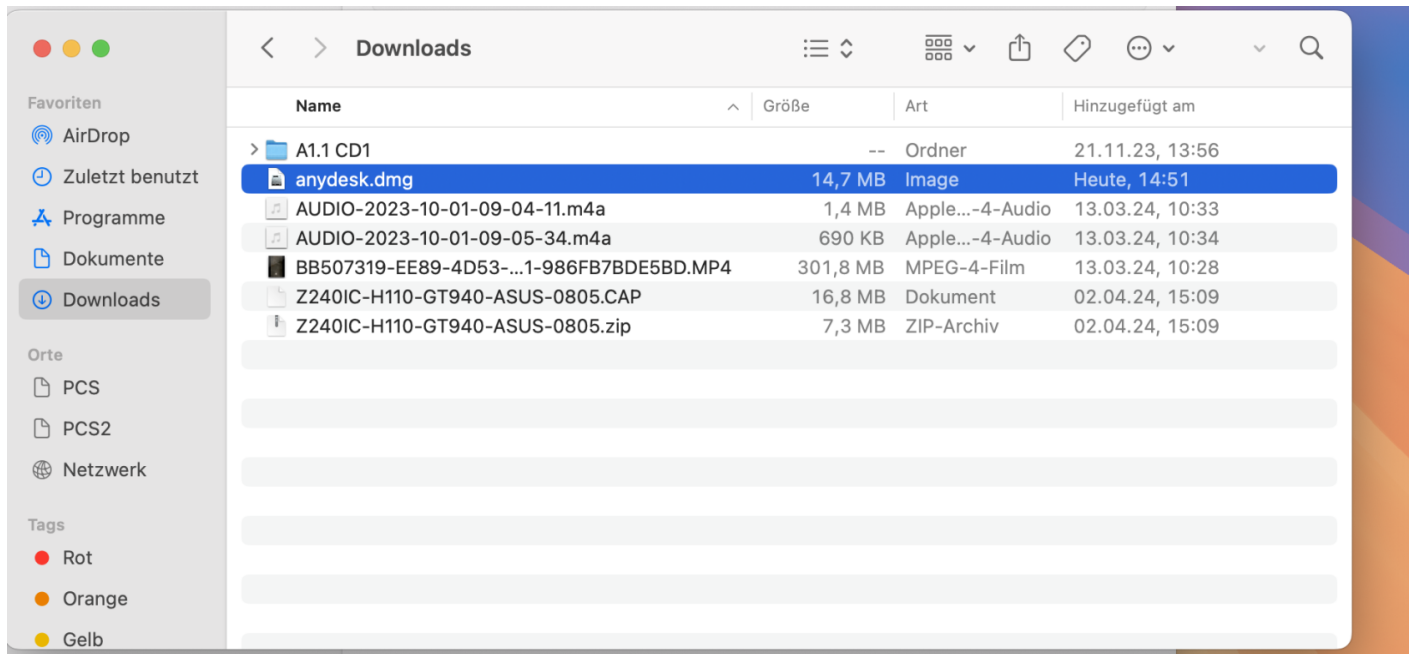 Downloads
Favoriten
AirDrop
Zuletzt benutzt
Programme
Dokumente
Downloads
Orte
PCS
PCS2
Netzwerk
Tags
Rot
Orange
Gelb
Name Größe Art Hinzugefügt am
A1.1 CD1 -- Ordner 21.11.23, 13:56
anydesk.dmg 14,7 MB Image Heute, 14:51
AUDIO-2023-10-01-09-04-11.m4a 1,4 MB Apple...-4-Audio 13.03.24, 10:33
AUDIO-2023-10-01-09-05-34.m4a 690 KB Apple...-4-Audio 13.03.24, 10:34
BB507319-EE89-4D53-...1-986FB7BDE5BD.MP4 301,8 MB MPEG-4-Film 13.03.24, 10:28
Z240IC-H110-GT940-ASUS-0805.CAP 16,8 MB Dokument 02.04.24, 15:09
Z240IC-H110-GT940-ASUS-0805.zip 7,3 MB ZIP-Archiv 02.04.24, 15:09